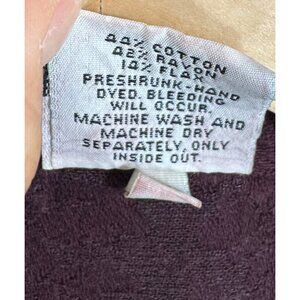 44% COTTON
42% RAYON
14% FLAX
PRESHRUNK-HAND
DYED. BLEEDING
WILL OCCUR.
MACHINE WASH AND
MACHINE DRY
SEPARATELY, ONLY
INSIDE OUT.